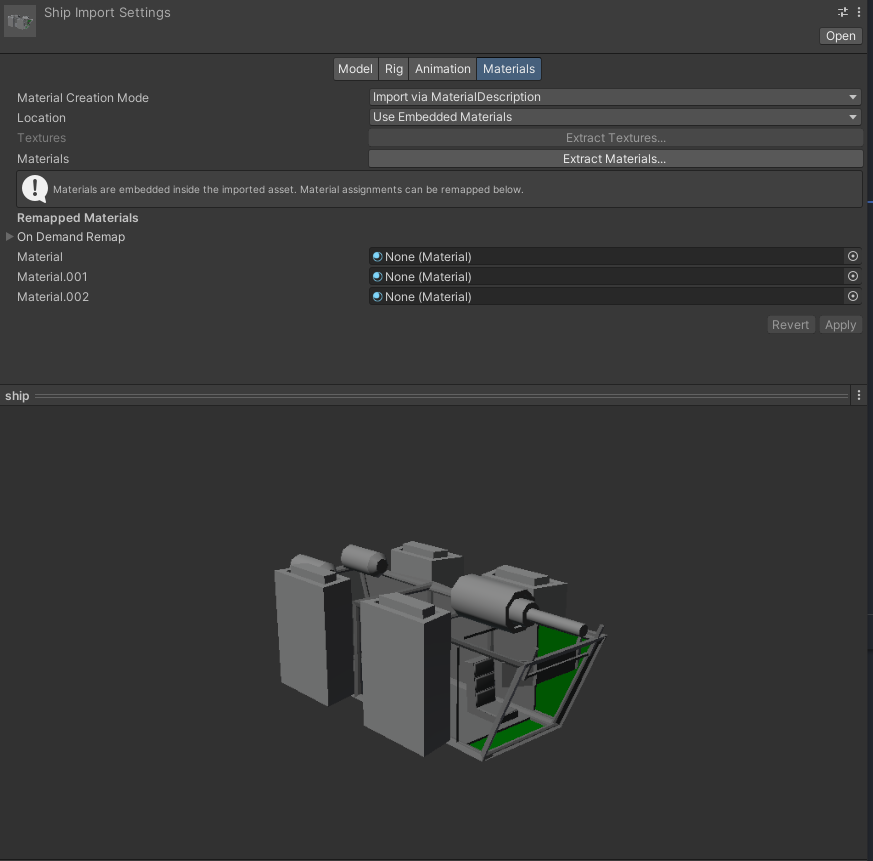 Ship Import Settings
Open
Model Rig Animation Materials
Material Creation Mode Import via MaterialDescription
Location Use Embedded Materials
Textures Extract Textures...
Materials Extract Materials...
Materials are embedded inside the imported asset. Material assignments can be remapped below.
Remapped Materials
On Demand Remap
Material None (Material)
Material.001 None (Material)
Material.002 None (Material)
Revert Apply
ship